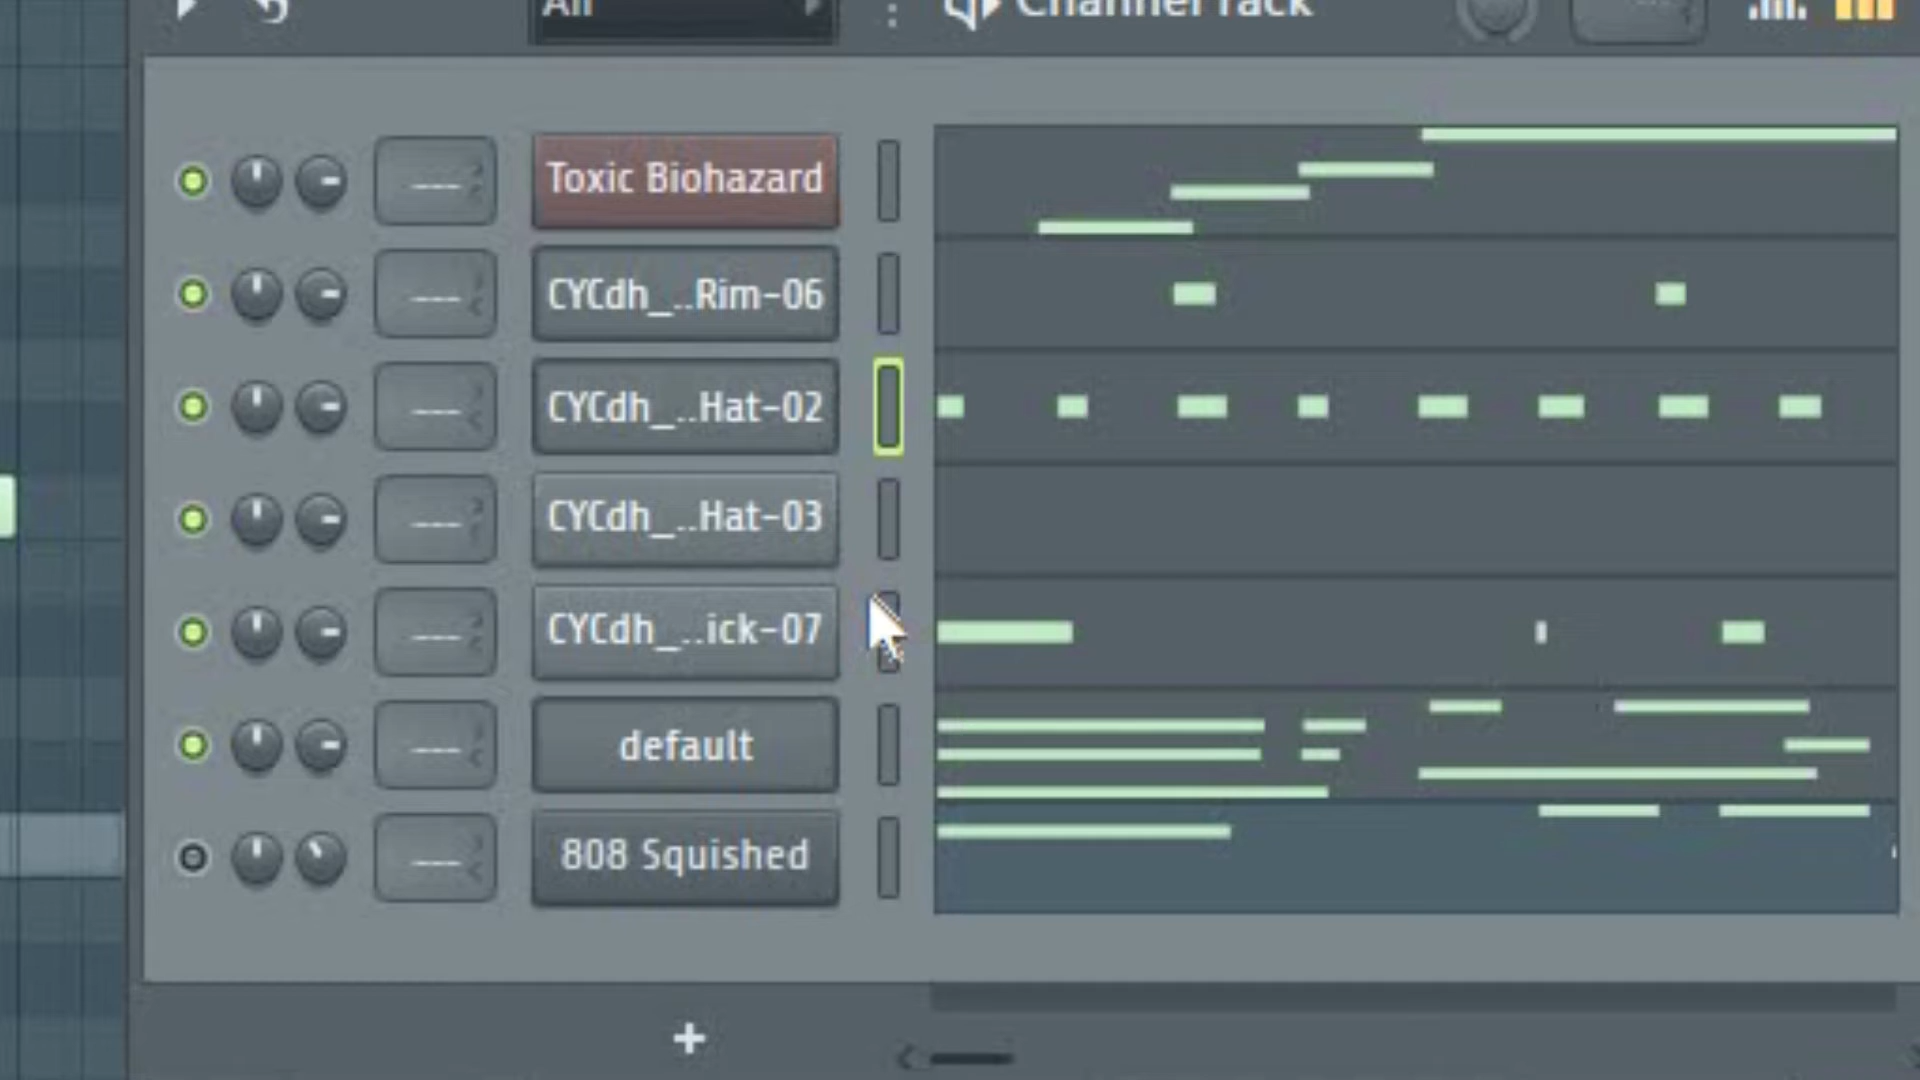 All
Channel rack
Toxic Biohazard
CYCdh_..Rim-06
CYCdh_..Hat-02
CYCdh_..Hat-03
CYCdh_..ick-07
default
808 Squished